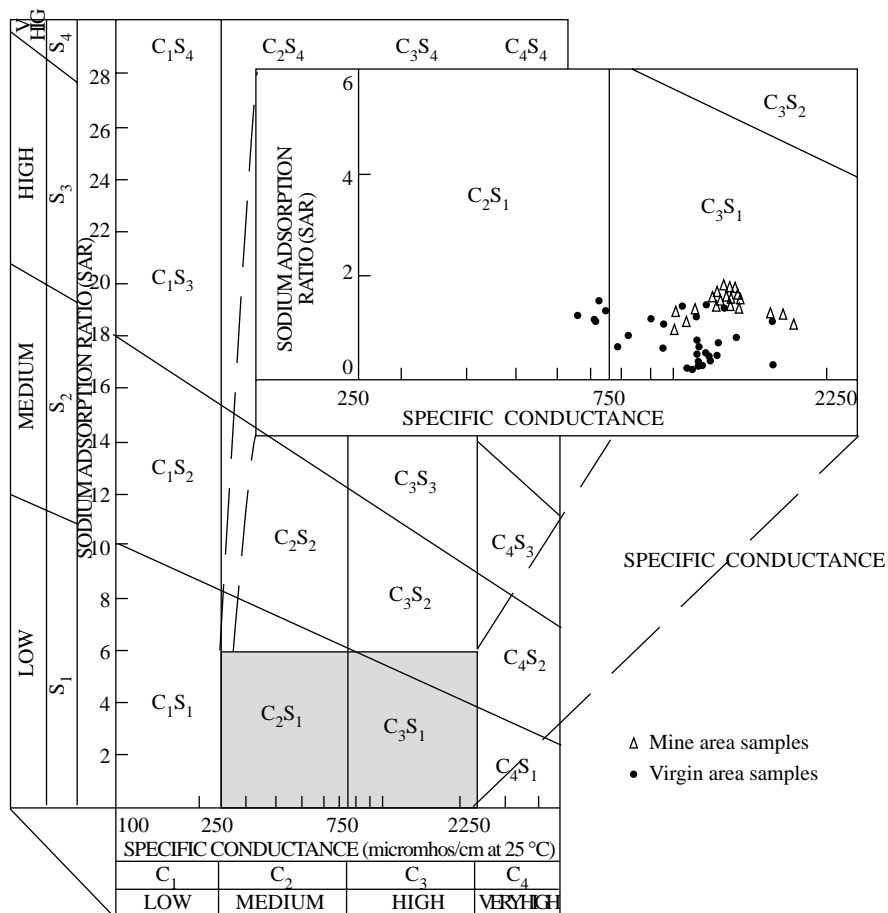 V HIG
S4
C1S4
C2S4
C3S4
C4S4
HIGH
S3
MEDIUM
S2
LOW
S1
SODIUM ADSORPTION RATIO (SAR)
28
26
24
22
20
18
16
14
12
10
8
6
4
2
C1S3
C1S2
C1S1
C2S2
C2S1
C3S3
C3S2
C3S1
C4S3
C4S2
C4S1
SODIUM ADSORPTION
RATIO (SAR)
6
4
2
0
C2S1
C3S2
C3S1
250
750
2250
SPECIFIC CONDUCTANCE
SPECIFIC CONDUCTANCE
Mine area samples
Virgin area samples
100
250
750
2250
SPECIFIC CONDUCTANCE (micromhos/cm at 25 °C)
C1
C2
C3
C4
LOW
MEDIUM
HIGH
VERY HIGH